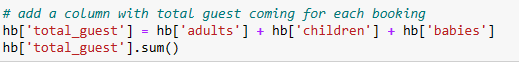 # add a column with total guest coming for each booking
hb['total_guest'] = hb['adults'] + hb['children'] + hb['babies']
hb['total_guest'].sum()